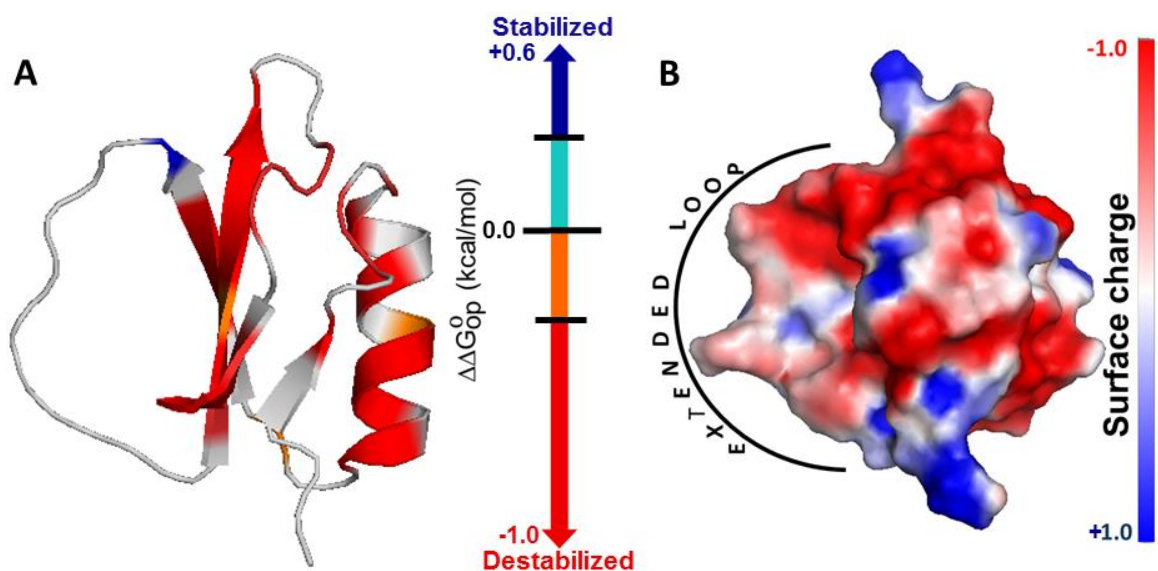 A
Stabilized
+0.6
0.0
ΔΔG°op (kcal/mol)
-1.0
Destabilized
B
EXTENDED LOOP
-1.0
Surface charge
+1.0